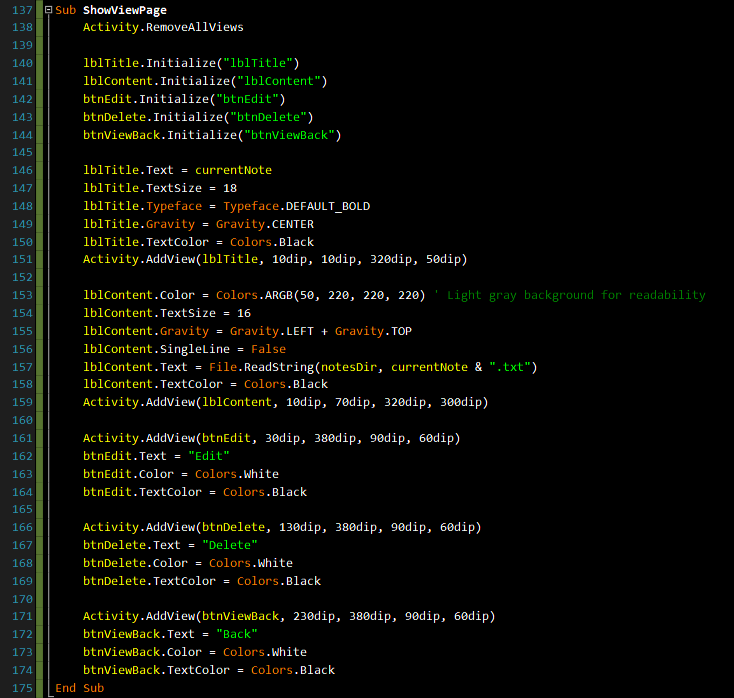 137 Sub ShowViewPage
138     Activity.RemoveAllViews
139
140     lblTitle.Initialize("lblTitle")
141     lblContent.Initialize("lblContent")
142     btnEdit.Initialize("btnEdit")
143     btnDelete.Initialize("btnDelete")
144     btnViewBack.Initialize("btnViewBack")
145
146     lblTitle.Text = currentNote
147     lblTitle.TextSize = 18
148     lblTitle.Typeface = Typeface.DEFAULT_BOLD
149     lblTitle.Gravity = Gravity.CENTER
150     lblTitle.TextColor = Colors.Black
151     Activity.AddView(lblTitle, 10dip, 10dip, 320dip, 50dip)
152
153     lblContent.Color = Colors.ARGB(50, 220, 220, 220) ' Light gray background for readability
154     lblContent.TextSize = 16
155     lblContent.Gravity = Gravity.LEFT + Gravity.TOP
156     lblContent.SingleLine = False
157     lblContent.Text = File.ReadString(notesDir, currentNote & ".txt")
158     lblContent.TextColor = Colors.Black
159     Activity.AddView(lblContent, 10dip, 70dip, 320dip, 300dip)
160
161     Activity.AddView(btnEdit, 30dip, 380dip, 90dip, 60dip)
162     btnEdit.Text = "Edit"
163     btnEdit.Color = Colors.White
164     btnEdit.TextColor = Colors.Black
165
166     Activity.AddView(btnDelete, 130dip, 380dip, 90dip, 60dip)
167     btnDelete.Text = "Delete"
168     btnDelete.Color = Colors.White
169     btnDelete.TextColor = Colors.Black
170
171     Activity.AddView(btnViewBack, 230dip, 380dip, 90dip, 60dip)
172     btnViewBack.Text = "Back"
173     btnViewBack.Color = Colors.White
174     btnViewBack.TextColor = Colors.Black
175 End Sub